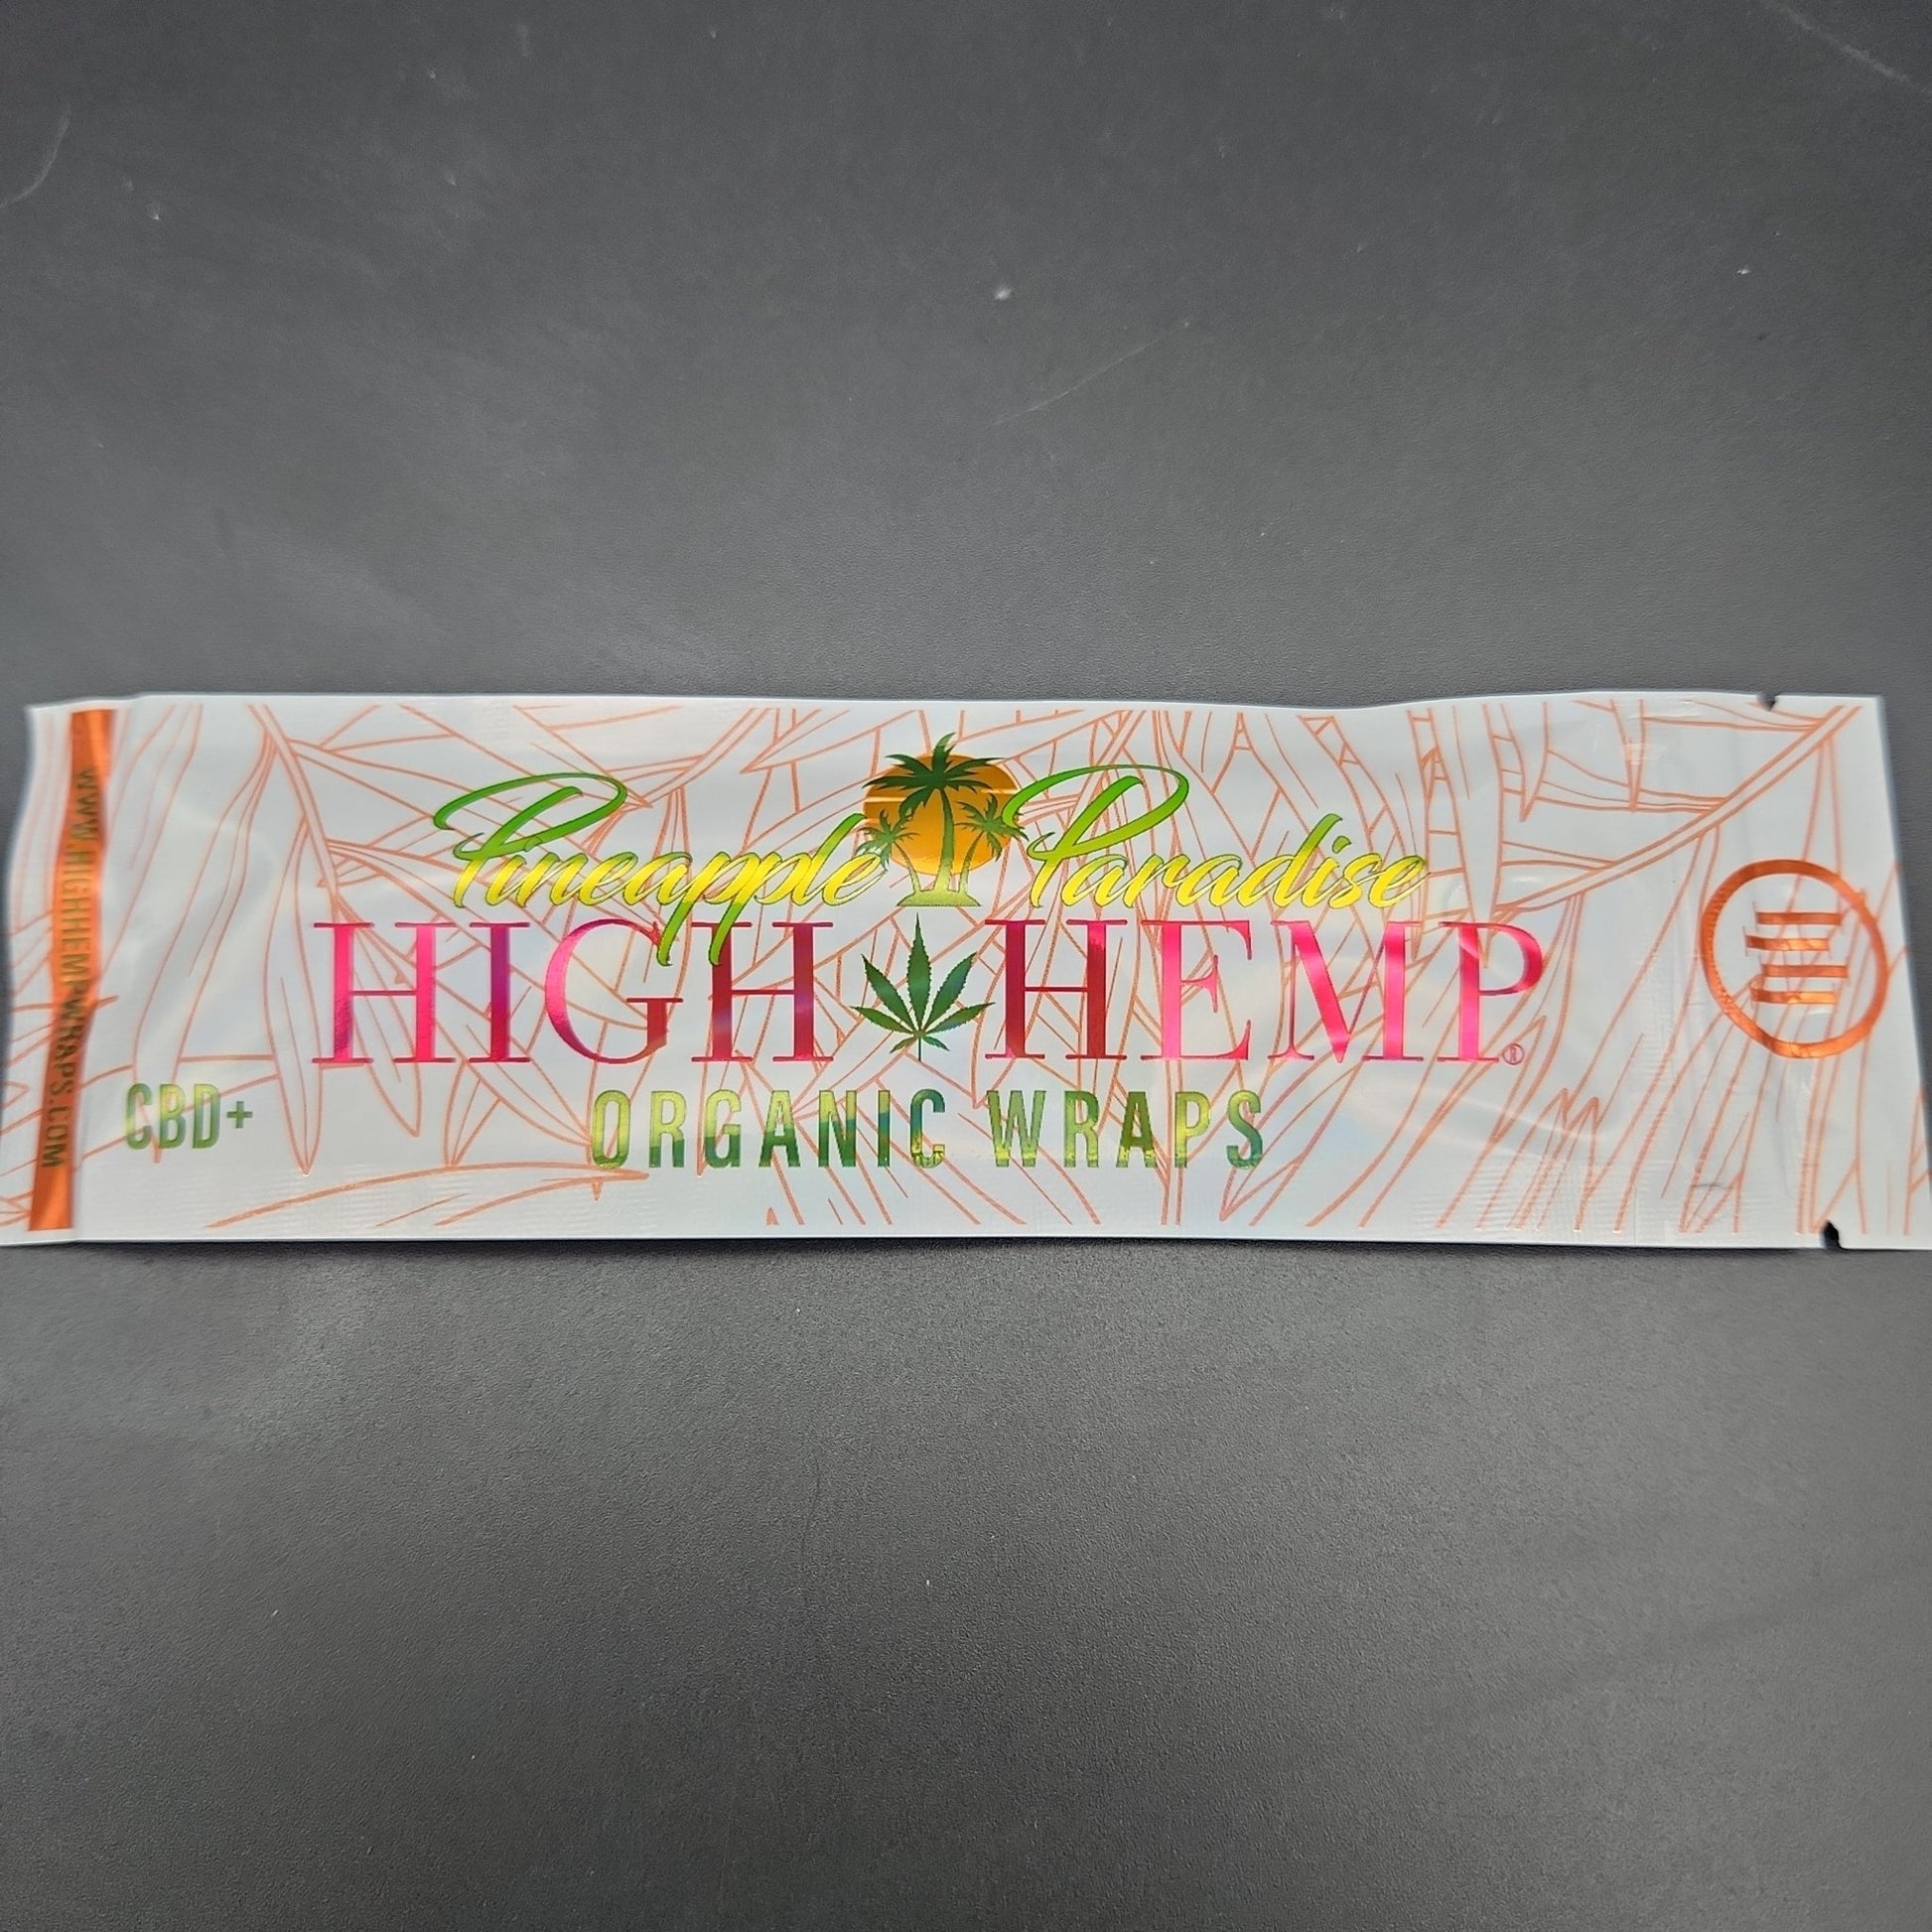 Pineapple Paradise
HIGH HEMP®
ORGANIC WRAPS
CBD+
WWW.HIGHHEMPWRAPS.COM